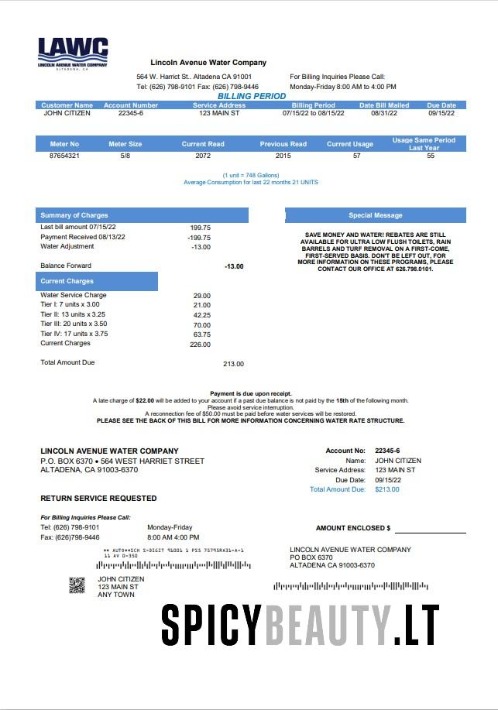 LAWC
LINCOLN AVENUE WATER COMPANY
Lincoln Avenue Water Company
564 W. Harriet St.. Altadena CA 91001
Tel: (626) 798-9101 Fax: (626) 798-9446
For Billing Inquiries Please Call:
Monday-Friday 8:00 AM to 4:00 PM
BILLING PERIOD
Customer Name Account Number Service Address Billing Period Date Bill Mailed Due Date
JOHN CITIZEN 22345-6 123 MAIN ST 07/15/22 to 08/15/22 08/31/22 09/15/22
Meter No Meter Size Current Read Previous Read Current Usage Usage Same Period Last Year
87654321 5/8 2072 2015 57 55
(1 unit = 748 Gallons)
Average Consumption for last 22 months 21 UNITS
Summary of Charges
Last bill amount 07/15/22 199.75
Payment Received 08/13/22 -199.75
Water Adjustment -13.00
Balance Forward -13.00
Current Charges
Water Service Charge 29.00
Tier I: 7 units x 3.00 21.00
Tier II: 13 units x 3.25 42.25
Tier III: 20 units x 3.50 70.00
Tier IV: 17 units x 3.75 63.75
Current Charges 226.00
Total Amount Due 213.00
Special Message
SAVE MONEY AND WATER! REBATES ARE STILL
AVAILABLE FOR ULTRA LOW FLUSH TOILETS, RAIN
BARRELS AND TURF REMOVAL ON A FIRST-COME,
FIRST-SERVED BASIS. DON'T BE LEFT OUT, FOR
MORE INFORMATION ON THESE PROGRAMS, PLEASE
CONTACT OUR OFFICE AT 626.798.9101.
Payment is due upon receipt.
A late charge of $22.00 will be added to your account if a past due balance is not paid by the 15th of the following month.
Please avoid service interruption.
A reconnection fee of $50.00 must be paid before water services will be restored.
PLEASE SEE THE BACK OF THIS BILL FOR MORE INFORMATION CONCERNING WATER RATE STRUCTURE.
LINCOLN AVENUE WATER COMPANY
P.O. BOX 6370 • 564 WEST HARRIET STREET
ALTADENA, CA 91003-6370
Account No: 22345-6
Name: JOHN CITIZEN
Service Address: 123 MAIN ST
Due Date: 09/15/22
Total Amount Due: $213.00
RETURN SERVICE REQUESTED
For Billing Inquiries Please Call:
Tel: (626) 798-9101 Monday-Friday
Fax: (626)798-9446 8:00 AM 4:00 PM
AMOUNT ENCLOSED $
LINCOLN AVENUE WATER COMPANY
PO BOX 6370
ALTADENA CA 91003-6370
JOHN CITIZEN
123 MAIN ST
ANY TOWN
SPICYBEAUTY.LT